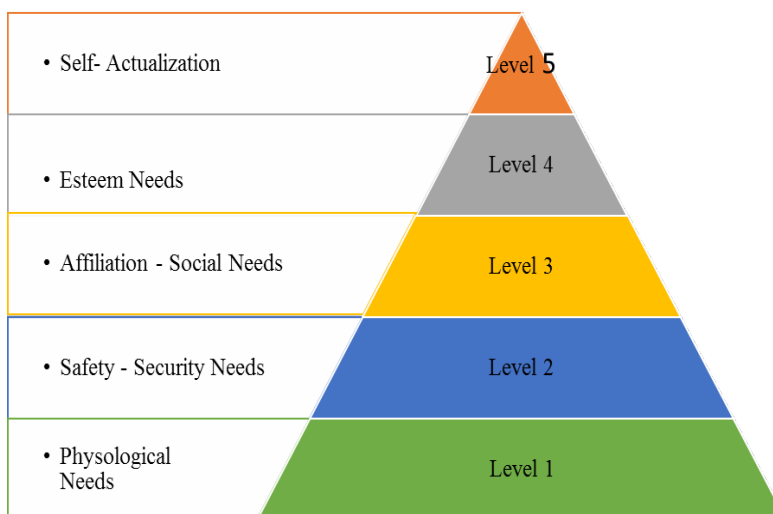 • Self- Actualization
Level 5
• Esteem Needs
Level 4
• Affiliation - Social Needs
Level 3
• Safety - Security Needs
Level 2
• Physological
Needs
Level 1